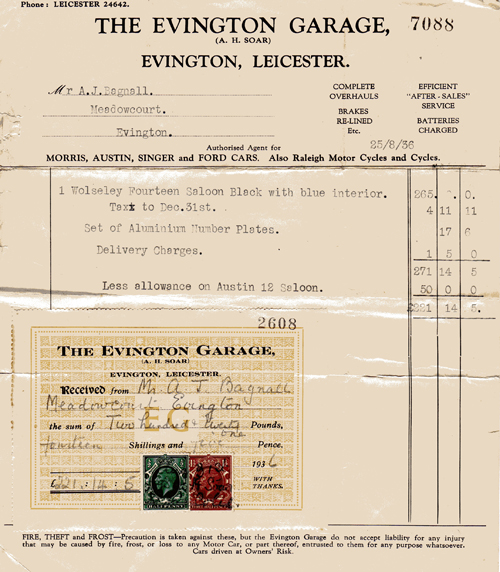 Phone: LEICESTER 24642.
THE EVINGTON GARAGE, 7088
(A. H. SOAR)
EVINGTON, LEICESTER.
Mr A.J.Bagnall.
Meadowcourt.
Evington.
COMPLETE OVERHAULS
BRAKES RE-LINED Etc.
EFFICIENT "AFTER-SALES" SERVICE
BATTERIES CHARGED
Authorised Agent for 25/8/36
MORRIS, AUSTIN, SINGER and FORD CARS. Also Raleigh Motor Cycles and Cycles.
1 Wolseley Fourteen Saloon Black with blue interior. 265. 0.
Tax to Dec.31st. 4 11 11
Set of Aluminium Number Plates. 17 6
Delivery Charges. 1 5 0
271 14 5
Less allowance on Austin 12 Saloon. 50 0 0
£221 14 5.
2608
THE EVINGTON GARAGE,
(A. H. SOAR)
EVINGTON, LEICESTER.
Received from Mr A J Bagnall
Meadowcourt Evington
the sum of Two hundred & twenty one Pounds,
fourteen Shillings and five Pence.
1936
£221:14:5 WITH THANKS.
HALFPENNY
FIRE, THEFT and FROST—Precaution is taken against these, but the Evington Garage do not accept liability for any injury
that may be caused by fire, frost, or loss to any Motor Car, or part thereof, entrusted to them for any purpose whatsoever.
Cars driven at Owners' Risk.